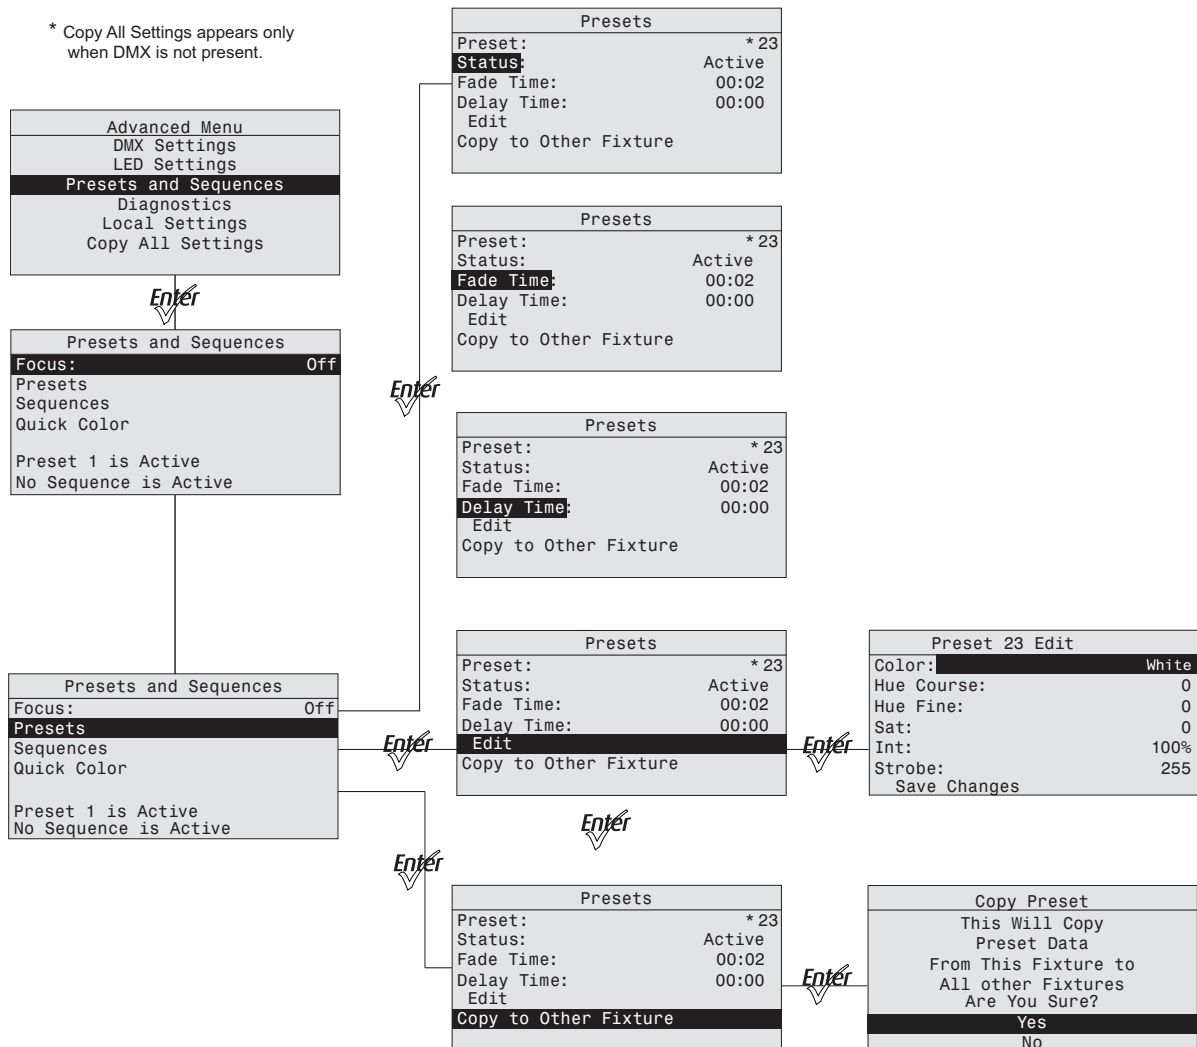 * Copy All Settings appears only
when DMX is not present.
Advanced Menu
DMX Settings
LED Settings
Presets and Sequences
Diagnostics
Local Settings
Copy All Settings
Enter
Presets and Sequences
Focus: Off
Presets
Sequences
Quick Color
Preset 1 is Active
No Sequence is Active
Presets and Sequences
Focus: Off
Presets
Sequences
Quick Color
Preset 1 is Active
No Sequence is Active
Enter
Presets
Preset: * 23
Status: Active
Fade Time: 00:02
Delay Time: 00:00
Edit
Copy to Other Fixture
Presets
Preset: * 23
Status: Active
Fade Time: 00:02
Delay Time: 00:00
Edit
Copy to Other Fixture
Presets
Preset: * 23
Status: Active
Fade Time: 00:02
Delay Time: 00:00
Edit
Copy to Other Fixture
Enter
Presets
Preset: * 23
Status: Active
Fade Time: 00:02
Delay Time: 00:00
Edit
Copy to Other Fixture
Enter
Preset 23 Edit
Color: White
Hue Course: 0
Hue Fine: 0
Sat: 0
Int: 100%
Strobe: 255
Save Changes
Enter
Enter
Presets
Preset: * 23
Status: Active
Fade Time: 00:02
Delay Time: 00:00
Edit
Copy to Other Fixture
Enter
Copy Preset
This Will Copy
Preset Data
From This Fixture to
All other Fixtures
Are You Sure?
Yes
No